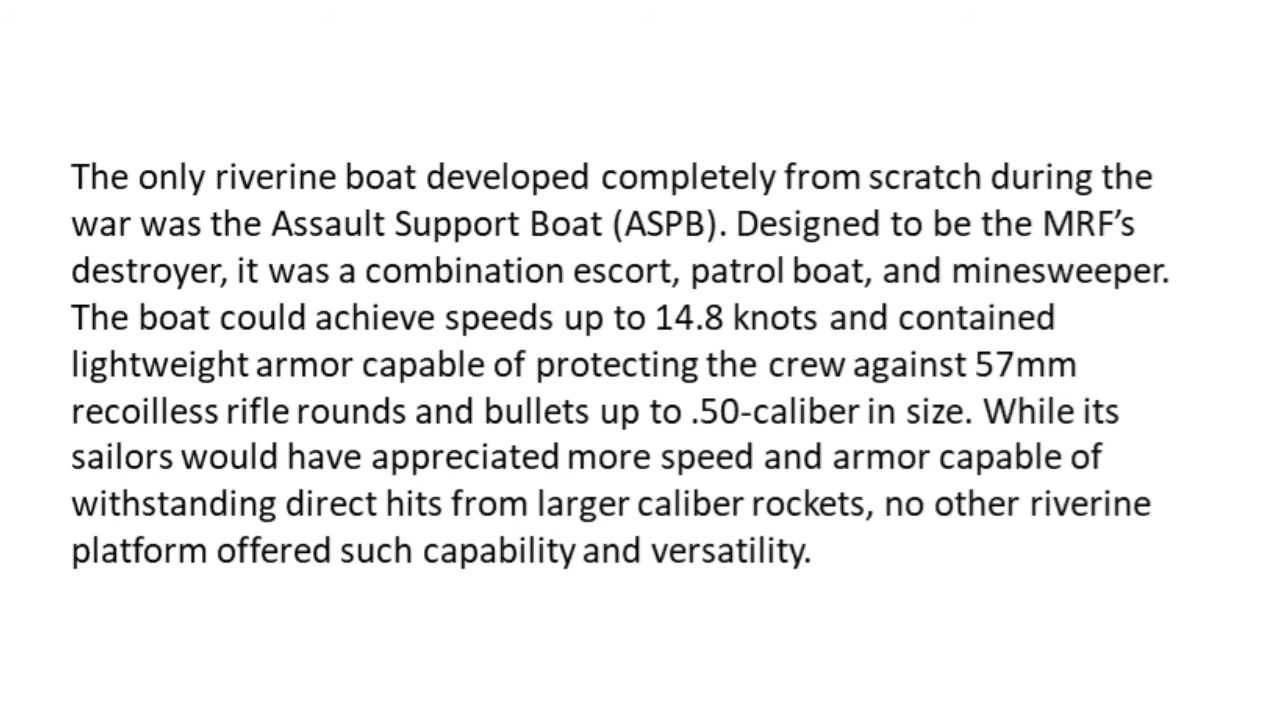 The only riverine boat developed completely from scratch during the
war was the Assault Support Boat (ASPB). Designed to be the MRF’s
destroyer, it was a combination escort, patrol boat, and minesweeper.
The boat could achieve speeds up to 14.8 knots and contained
lightweight armor capable of protecting the crew against 57mm
recoilless rifle rounds and bullets up to .50-caliber in size. While its
sailors would have appreciated more speed and armor capable of
withstanding direct hits from larger caliber rockets, no other riverine
platform offered such capability and versatility.